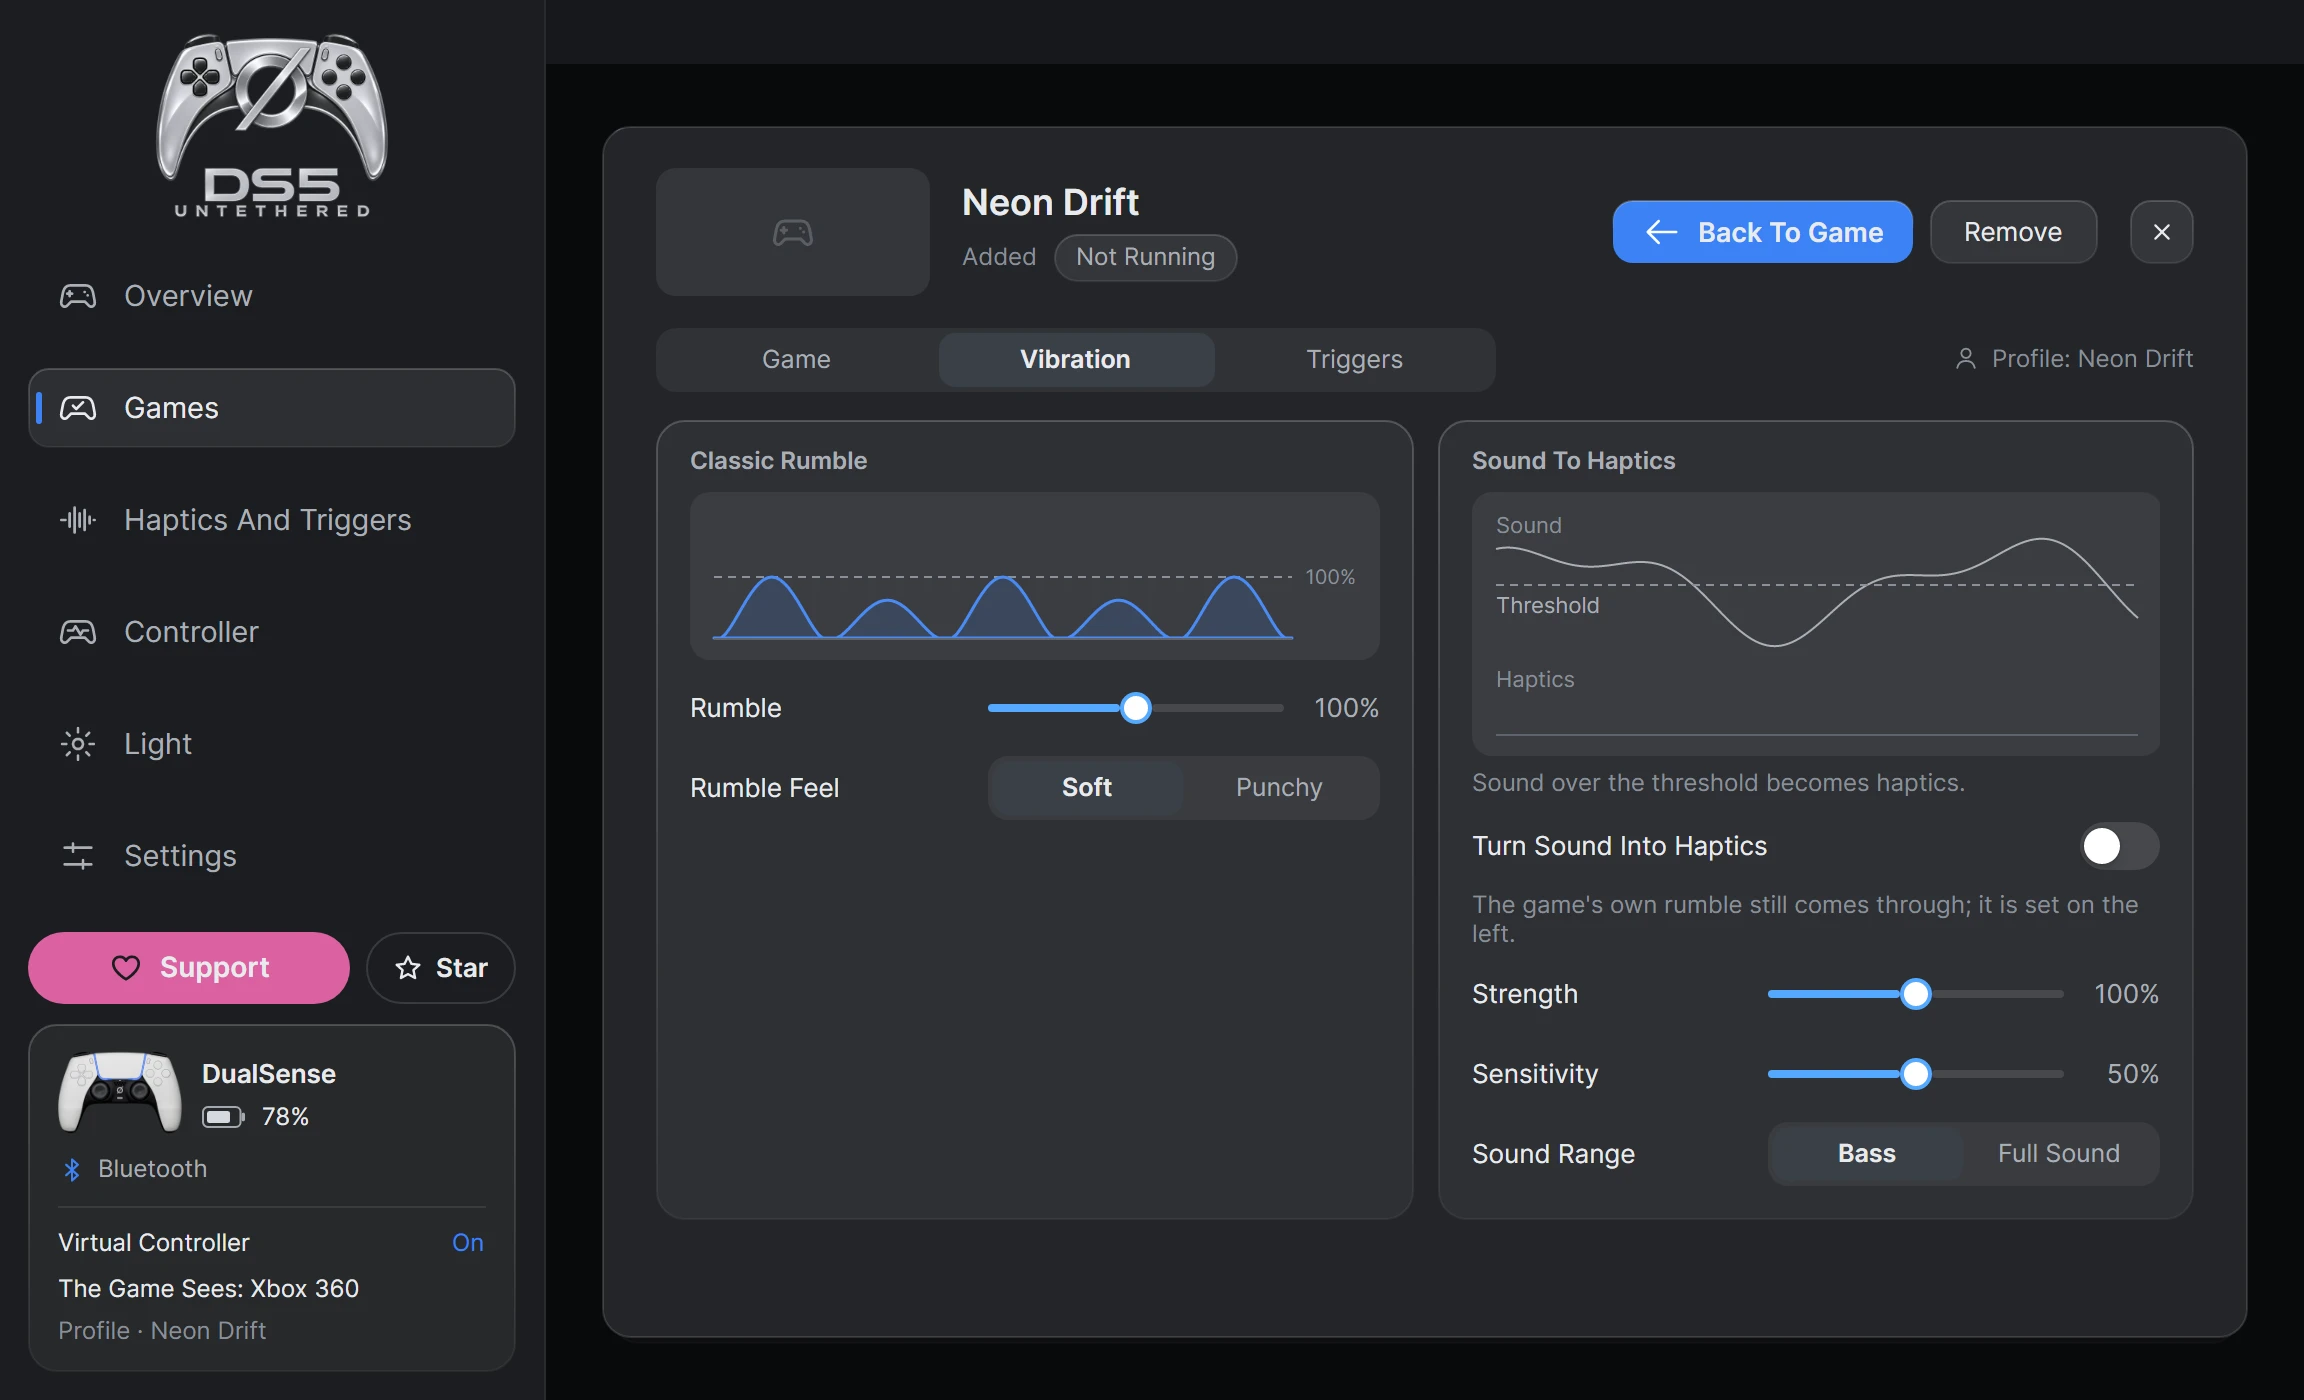 DS5
UNTETHERED
Overview
Games
Haptics And Triggers
Controller
Light
Settings
Support
Star
DualSense
78%
Bluetooth
Virtual Controller On
The Game Sees: Xbox 360
Profile · Neon Drift
Neon Drift
Added Not Running
Back To Game
Remove
Game
Vibration
Triggers
Profile: Neon Drift
Classic Rumble
100%
Rumble 100%
Rumble Feel Soft Punchy
Sound To Haptics
Sound
Threshold
Haptics
Sound over the threshold becomes haptics.
Turn Sound Into Haptics
The game's own rumble still comes through; it is set on the
left.
Strength 100%
Sensitivity 50%
Sound Range Bass Full Sound